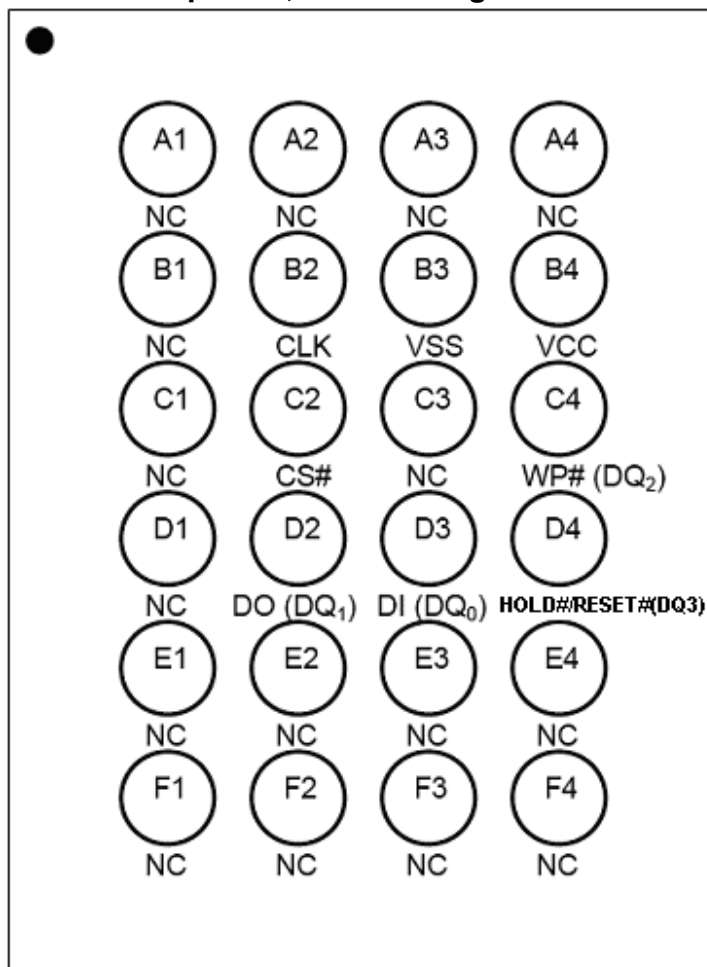 A1 A2 A3 A4
NC NC NC NC
B1 B2 B3 B4
NC CLK VSS VCC
C1 C2 C3 C4
NC CS# NC WP# (DQ₂)
D1 D2 D3 D4
NC DO (DQ₁) DI (DQ₀) HOLD#/RESET#(DQ3)
E1 E2 E3 E4
NC NC NC NC
F1 F2 F3 F4
NC NC NC NC